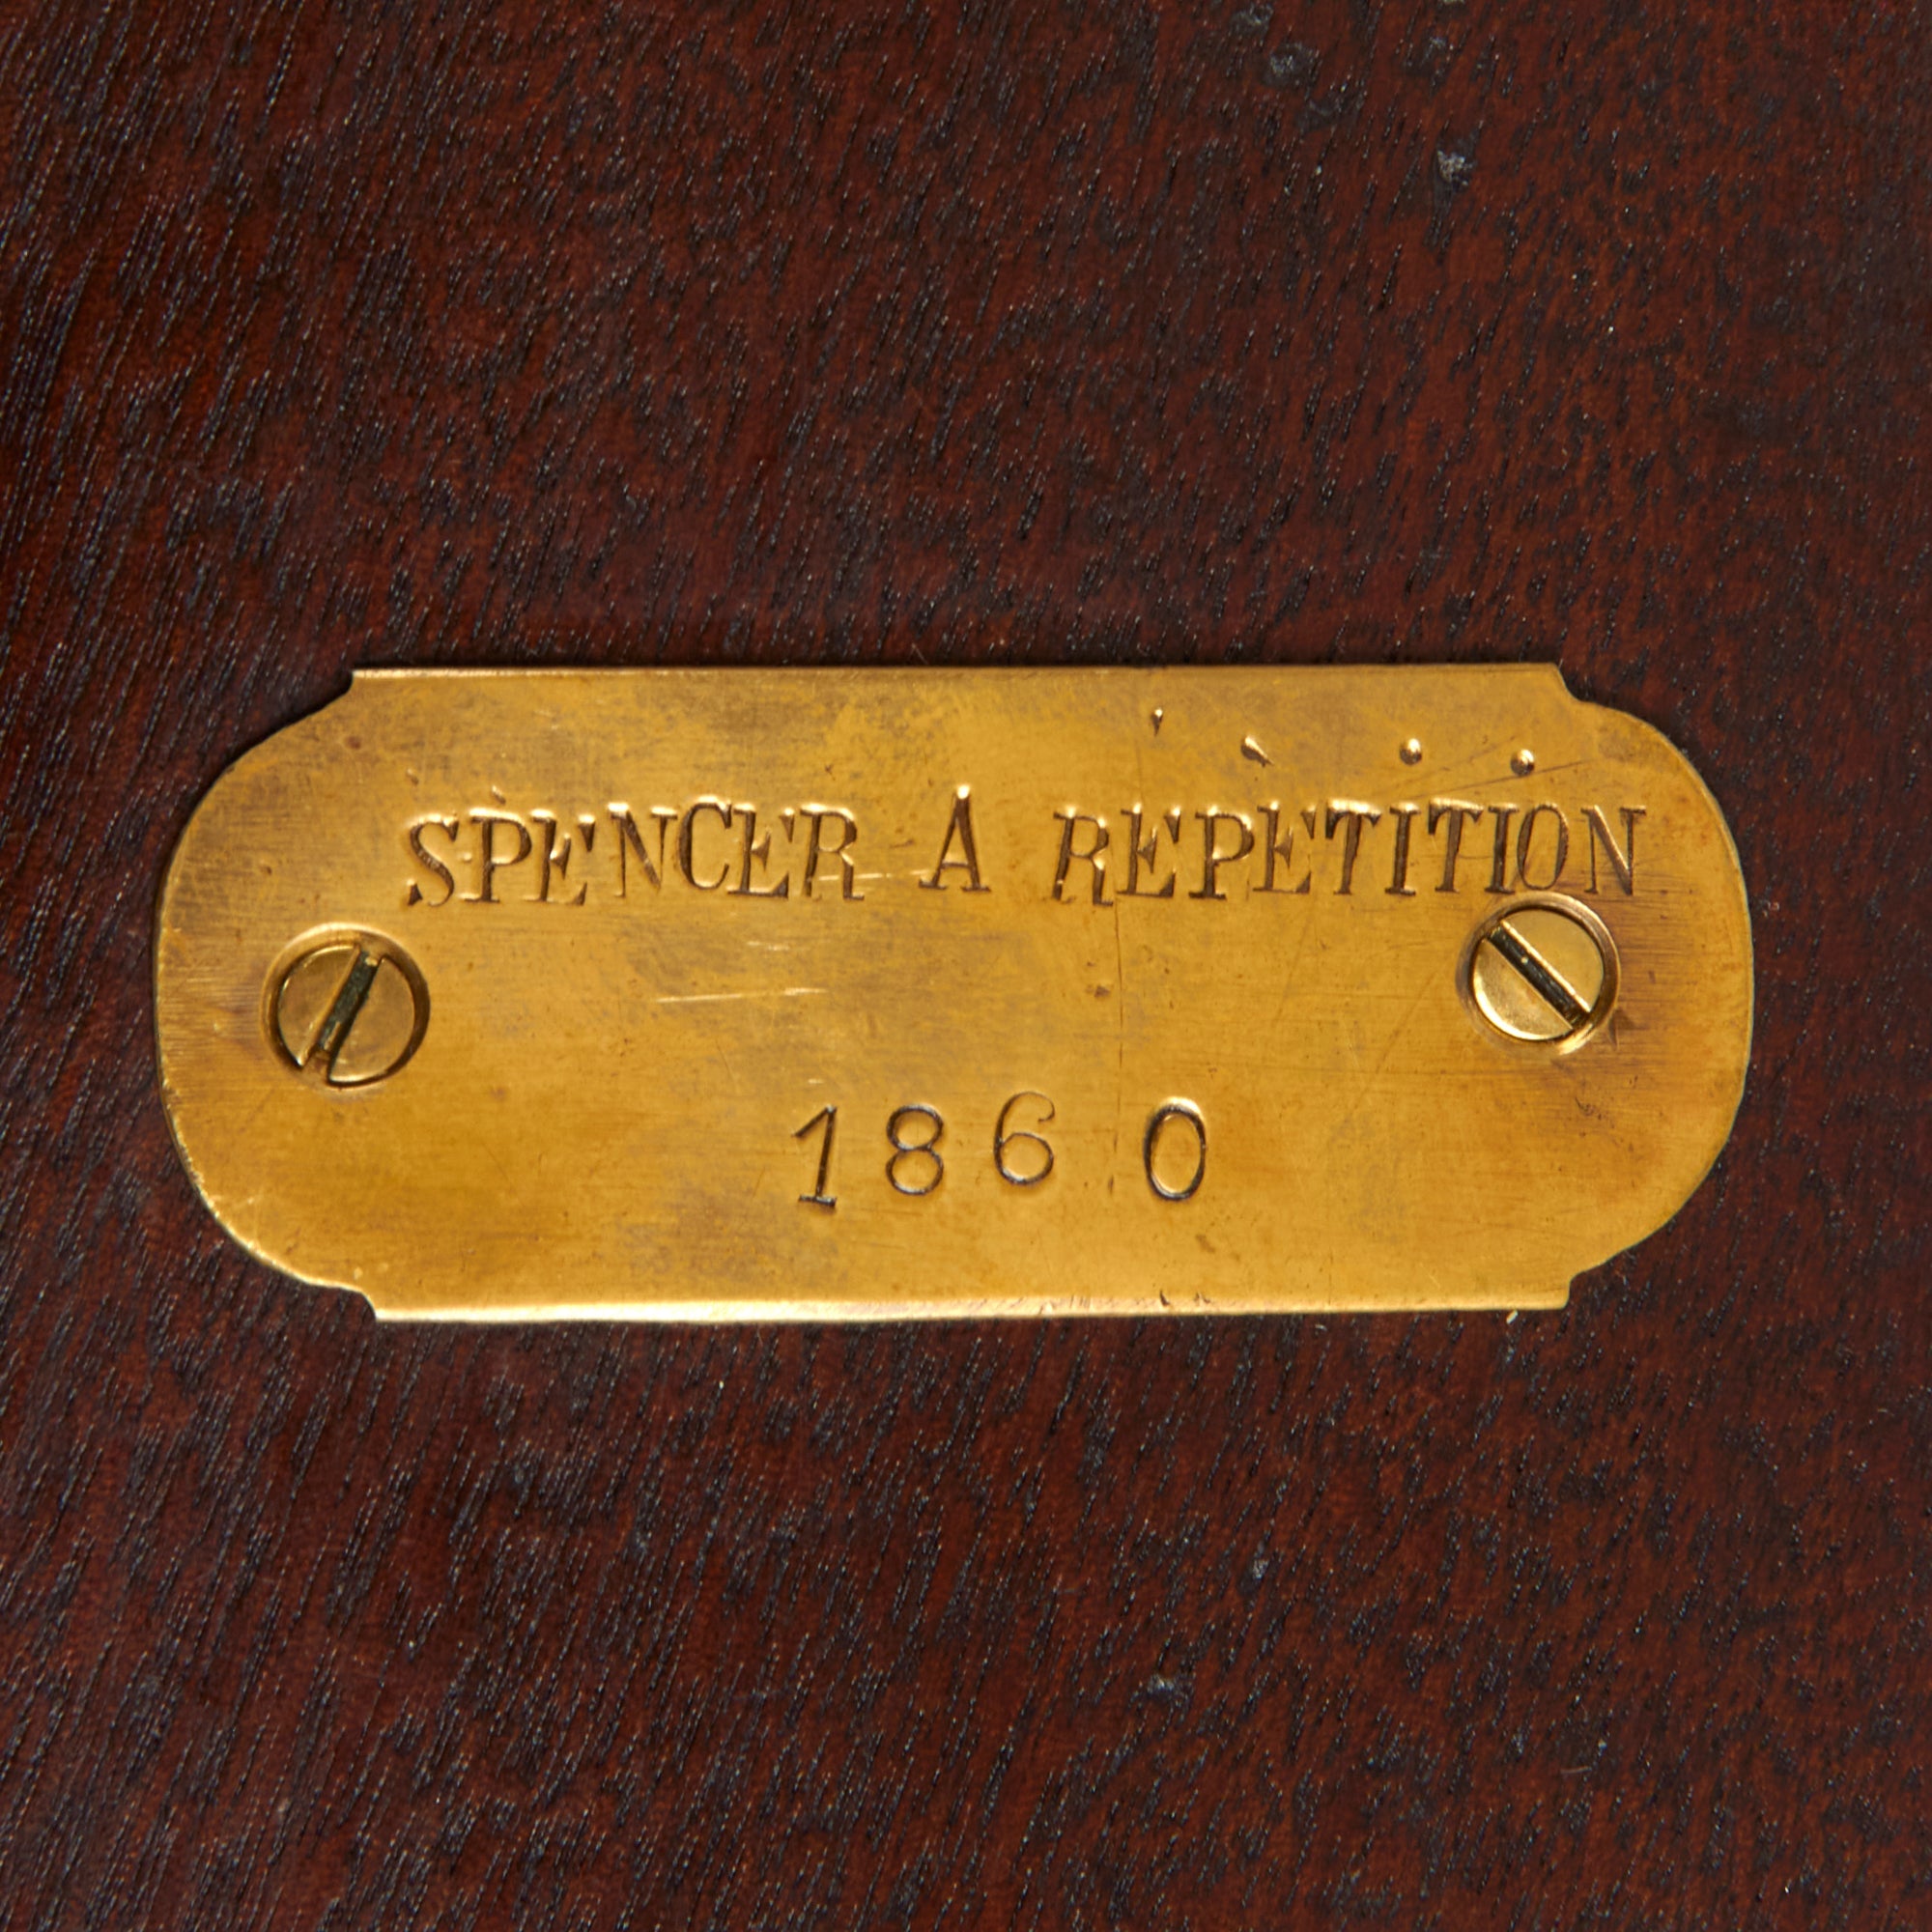 SPENCER A REPETITION
1860